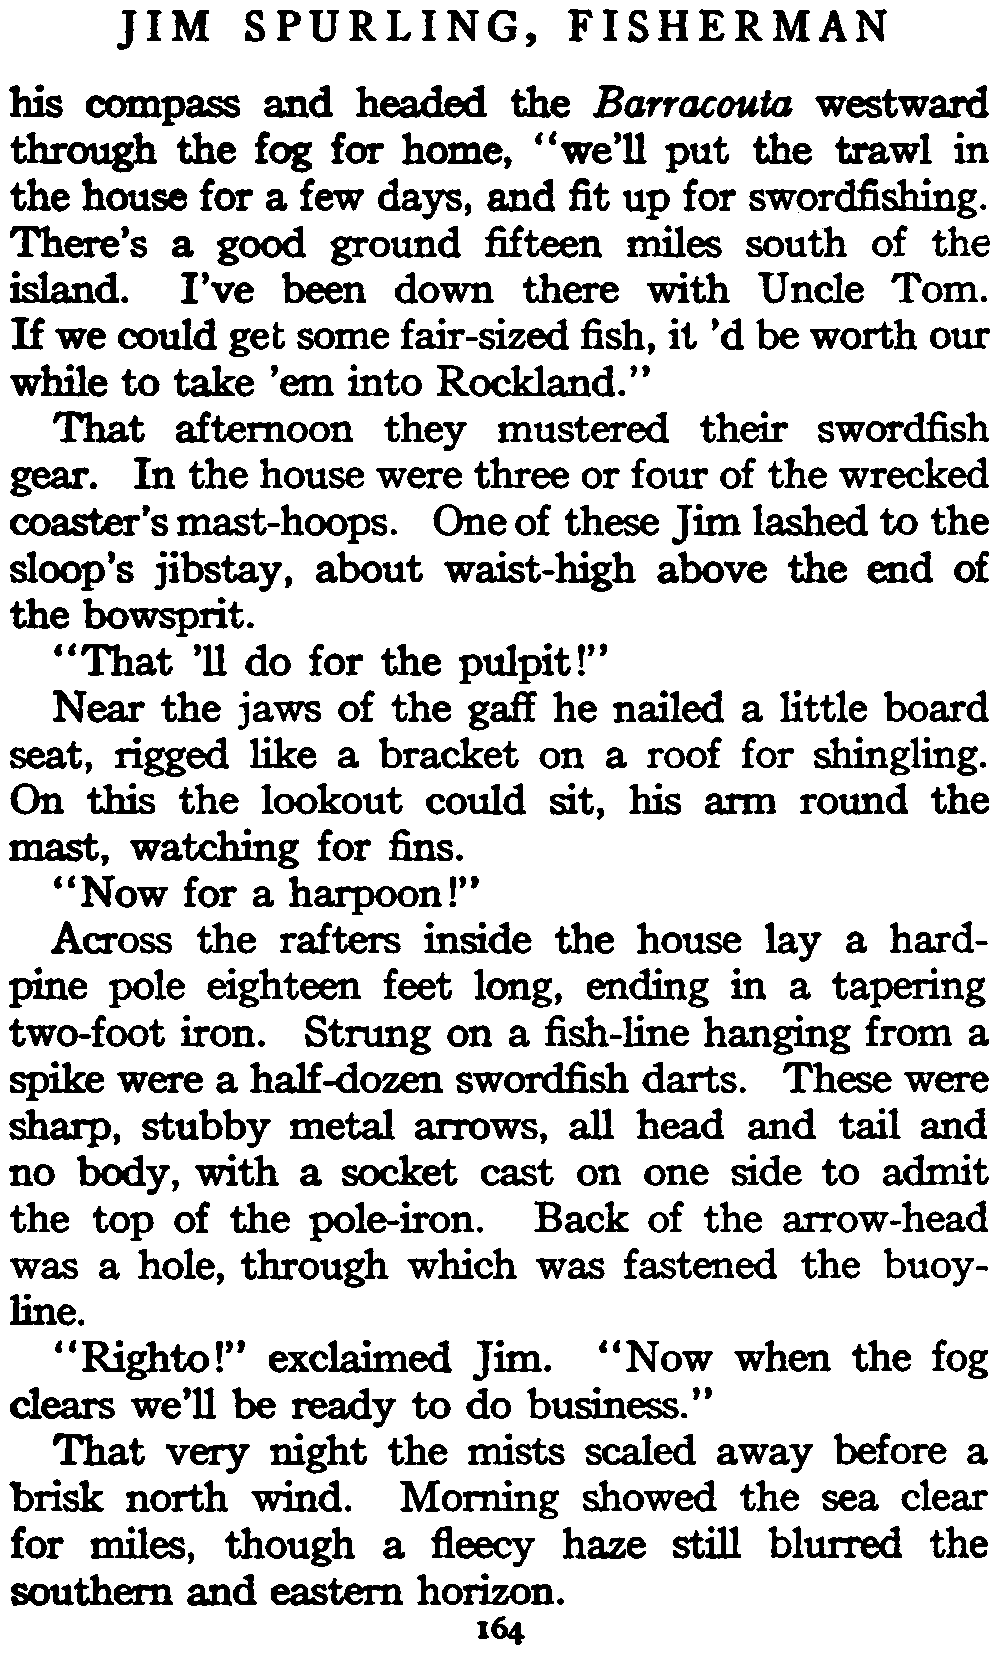 JIM SPURLING, FISHERMAN
his compass and headed the Barracouta westward
through the fog for home, "we'll put the trawl in
the house for a few days, and fit up for swordfishing.
There's a good ground fifteen miles south of the
island. I've been down there with Uncle Tom.
If we could get some fair-sized fish, it 'd be worth our
while to take 'em into Rockland."
That afternoon they mustered their swordfish
gear. In the house were three or four of the wrecked
coaster's mast-hoops. One of these Jim lashed to the
sloop's jibstay, about waist-high above the end of
the bowsprit.
"That 'll do for the pulpit!"
Near the jaws of the gaff he nailed a little board
seat, rigged like a bracket on a roof for shingling.
On this the lookout could sit, his arm round the
mast, watching for fins.
"Now for a harpoon!"
Across the rafters inside the house lay a hard-
pine pole eighteen feet long, ending in a tapering
two-foot iron. Strung on a fish-line hanging from a
spike were a half-dozen swordfish darts. These were
sharp, stubby metal arrows, all head and tail and
no body, with a socket cast on one side to admit
the top of the pole-iron. Back of the arrow-head
was a hole, through which was fastened the buoy-
line.
"Righto!" exclaimed Jim. "Now when the fog
clears we'll be ready to do business."
That very night the mists scaled away before a
brisk north wind. Morning showed the sea clear
for miles, though a fleecy haze still blurred the
southern and eastern horizon.
164